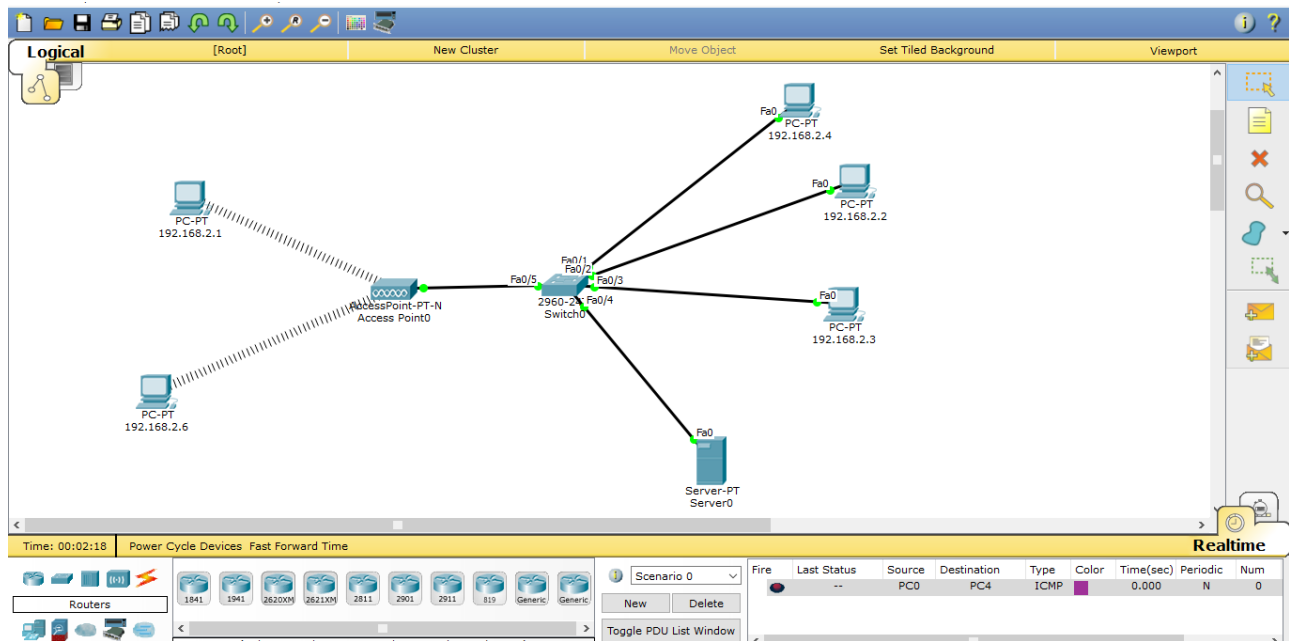 Logical [Root] New Cluster Move Object Set Tiled Background Viewport
Fa0
PC-PT
192.168.2.4
Fa0
PC-PT
192.168.2.2
PC-PT
192.168.2.1
Fa0/1
Fa0/2
Fa0/5
Fa0/3
Fa0/4
2960-24
Switch0
AccessPoint-PT-N
Access Point0
Fa0
PC-PT
192.168.2.3
PC-PT
192.168.2.6
Fa0
Server-PT
Server0
Time: 00:02:18 Power Cycle Devices Fast Forward Time Realtime
Routers
1841 1941 2620XM 2621XM 2811 2901 2911 819 Generic Generic
Scenario 0
New Delete
Toggle PDU List Window
Fire Last Status Source Destination Type Color Time(sec) Periodic Num
-- PC0 PC4 ICMP 0.000 N 0